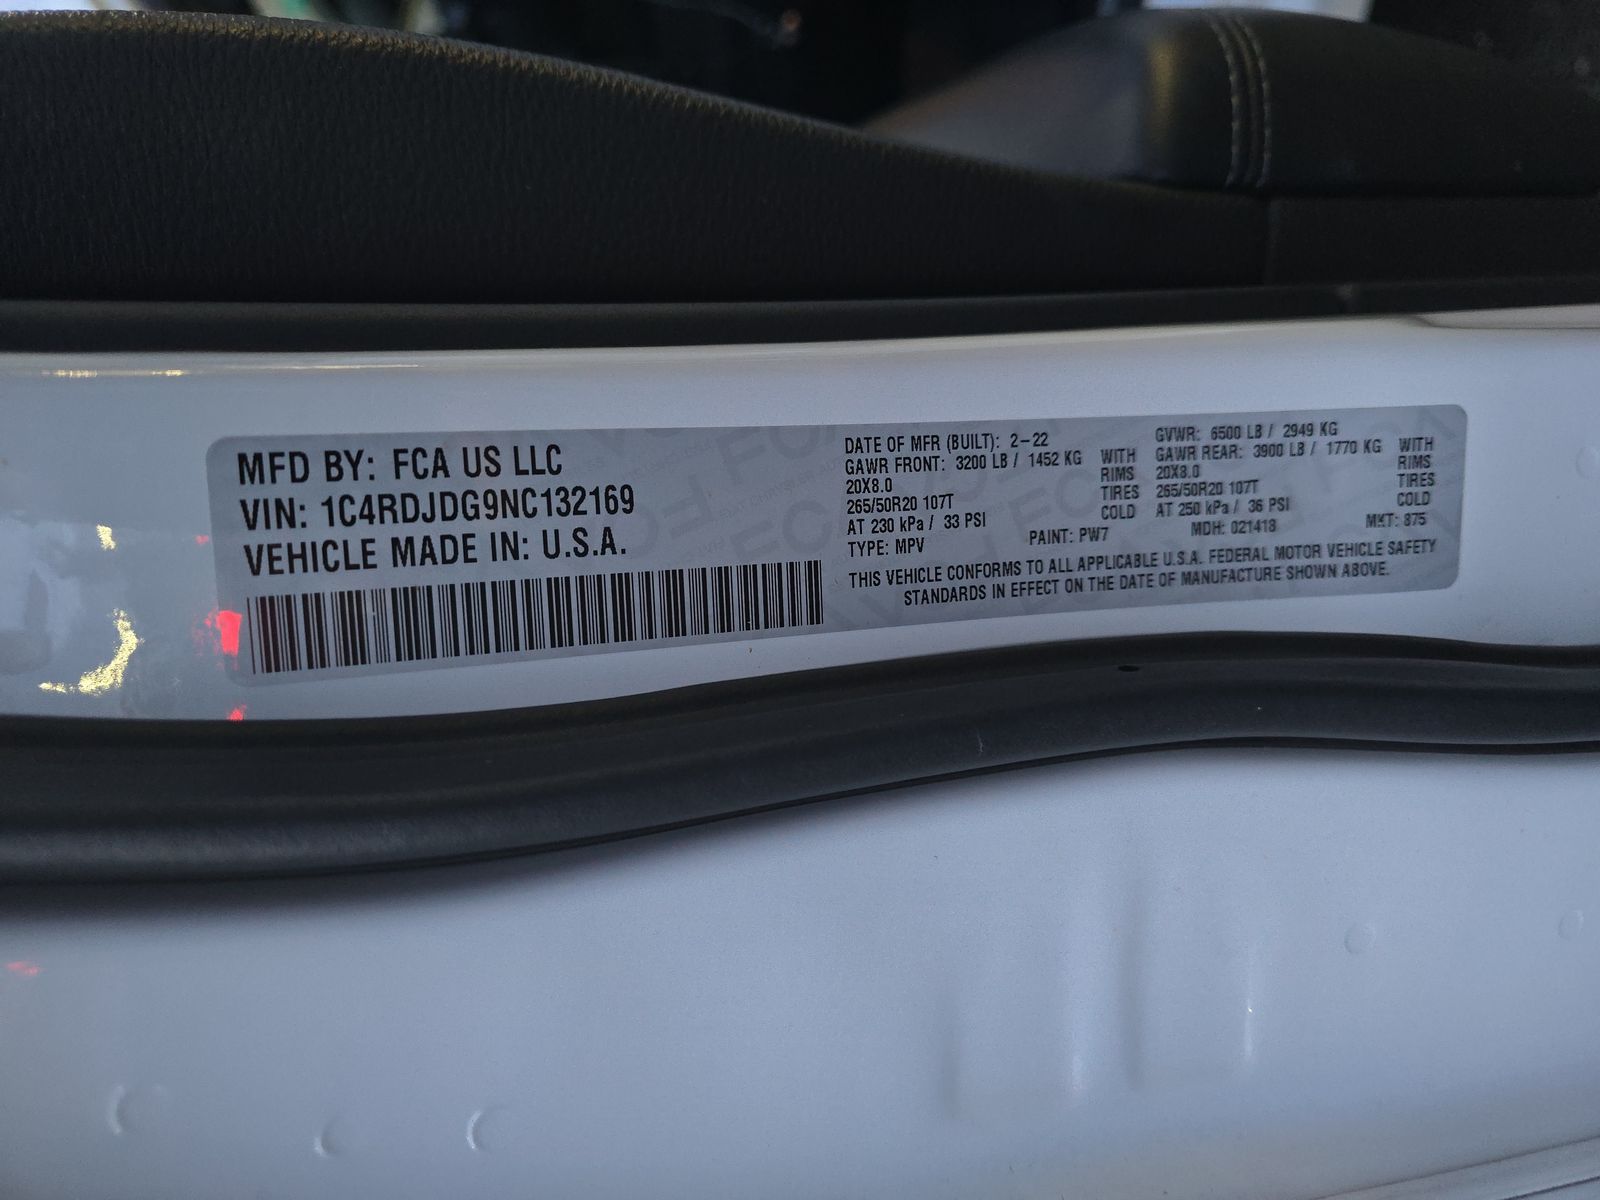 MFD BY: FCA US LLC
VIN: 1C4RDJDG9NC132169
VEHICLE MADE IN: U.S.A.
DATE OF MFR (BUILT): 2-22
GAWR FRONT: 3200 LB / 1452 KG WITH
20X8.0 RIMS
265/50R20 107T TIRES
AT 230 kPa / 33 PSI COLD
TYPE: MPV
PAINT: PW7
GVWR: 6500 LB / 2949 KG
GAWR REAR: 3900 LB / 1770 KG WITH
20X8.0 RIMS
265/50R20 107T TIRES
AT 250 kPa / 36 PSI COLD
MDH: 021418
MKT: 875
THIS VEHICLE CONFORMS TO ALL APPLICABLE U.S.A. FEDERAL MOTOR VEHICLE SAFETY
STANDARDS IN EFFECT ON THE DATE OF MANUFACTURE SHOWN ABOVE.